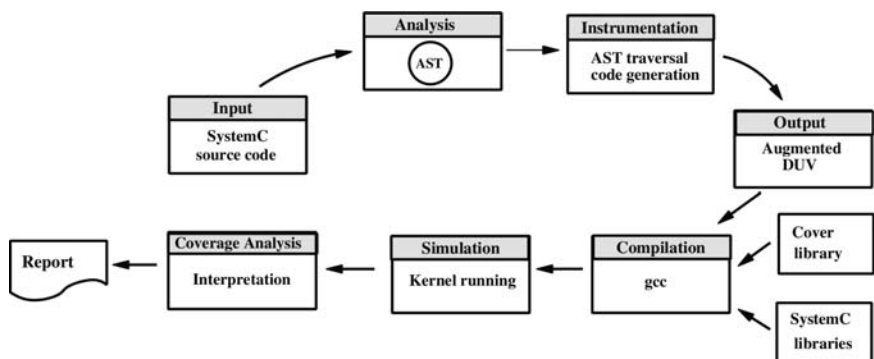 Analysis
AST
Instrumentation
AST traversal
code generation
Input
SystemC
source code
Output
Augmented
DUV
Report
Coverage Analysis
Interpretation
Simulation
Kernel running
Compilation
gcc
Cover
library
SystemC
libraries